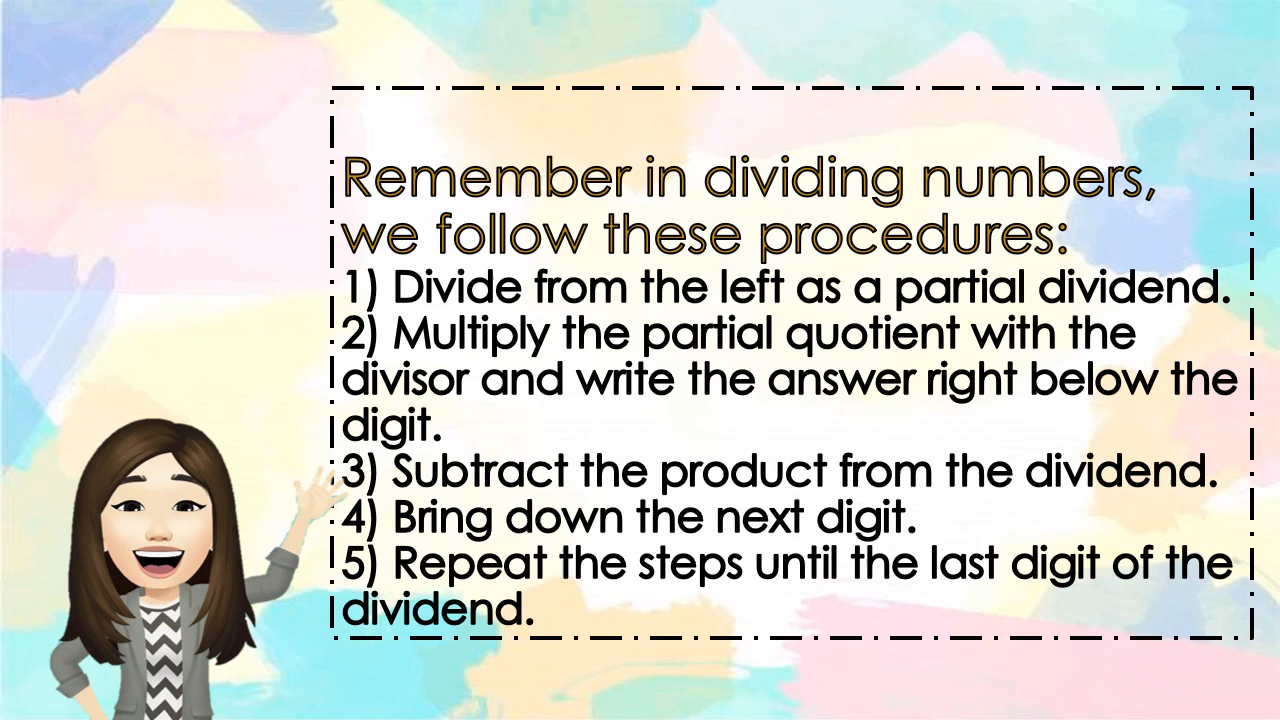 Remember in dividing numbers,
we follow these procedures:
1) Divide from the left as a partial dividend.
2) Multiply the partial quotient with the
divisor and write the answer right below the
digit.
3) Subtract the product from the dividend.
4) Bring down the next digit.
5) Repeat the steps until the last digit of the
dividend.